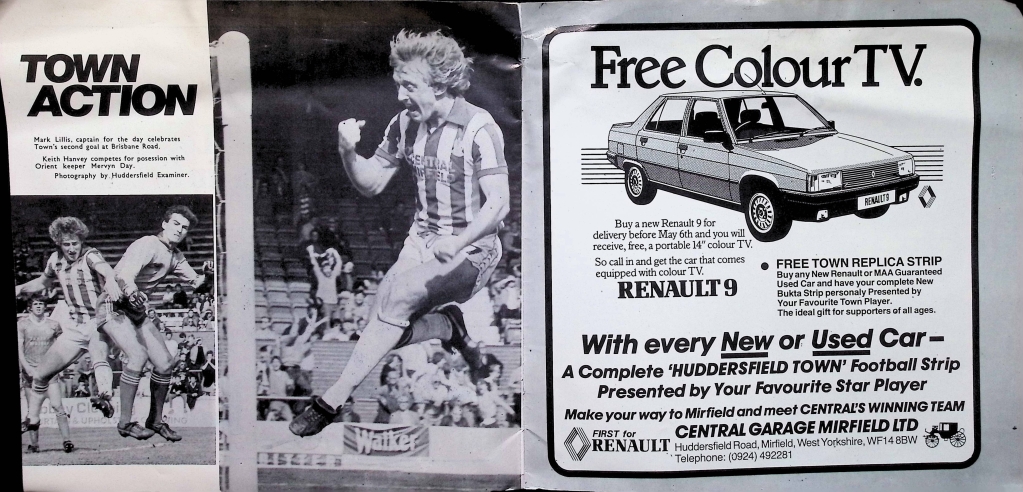 TOWN
ACTION
Mark Lillis, captain for the day celebrates
Town's second goal at Brisbane Road.
Keith Hanvey competes for posession with
Orient keeper Mervyn Day.
Photography by Huddersfield Examiner.
Walker
Free Colour TV.
RENAULT 9
Buy a new Renault 9 for
delivery before May 6th and you will
receive, free, a portable 14" colour TV.
So call in and get the car that comes
equipped with colour TV.
RENAULT 9
● FREE TOWN REPLICA STRIP
Buy any New Renault or MAA Guaranteed
Used Car and have your complete New
Bukta Strip personaly Presented by
Your Favourite Town Player.
The ideal gift for supporters of all ages.
With every New or Used Car—
A Complete 'HUDDERSFIELD TOWN' Football Strip
Presented by Your Favourite Star Player
Make your way to Mirfield and meet CENTRAL'S WINNING TEAM
FIRST for
RENAULT
CENTRAL GARAGE MIRFIELD LTD
Huddersfield Road, Mirfield, West Yorkshire, WF14 8BW
Telephone: (0924) 492281